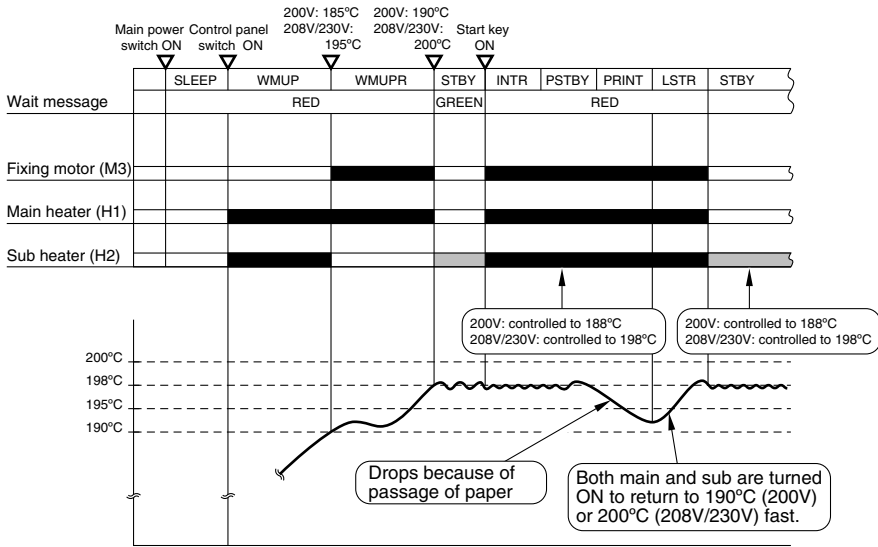 200V: 185ºC
208V/230V:
195ºC
200V: 190ºC
208V/230V:
200ºC
Main power
switch ON
Control panel
switch ON
Start key
ON
SLEEP WMUP WMUPR STBY INTR PSTBY PRINT LSTR STBY
Wait message RED GREEN RED
Fixing motor (M3)
Main heater (H1)
Sub heater (H2)
200V: controlled to 188ºC
208V/230V: controlled to 198ºC
200V: controlled to 188ºC
208V/230V: controlled to 198ºC
200ºC
198ºC
195ºC
190ºC
Drops because of
passage of paper
Both main and sub are turned
ON to return to 190ºC (200V)
or 200ºC (208V/230V) fast.